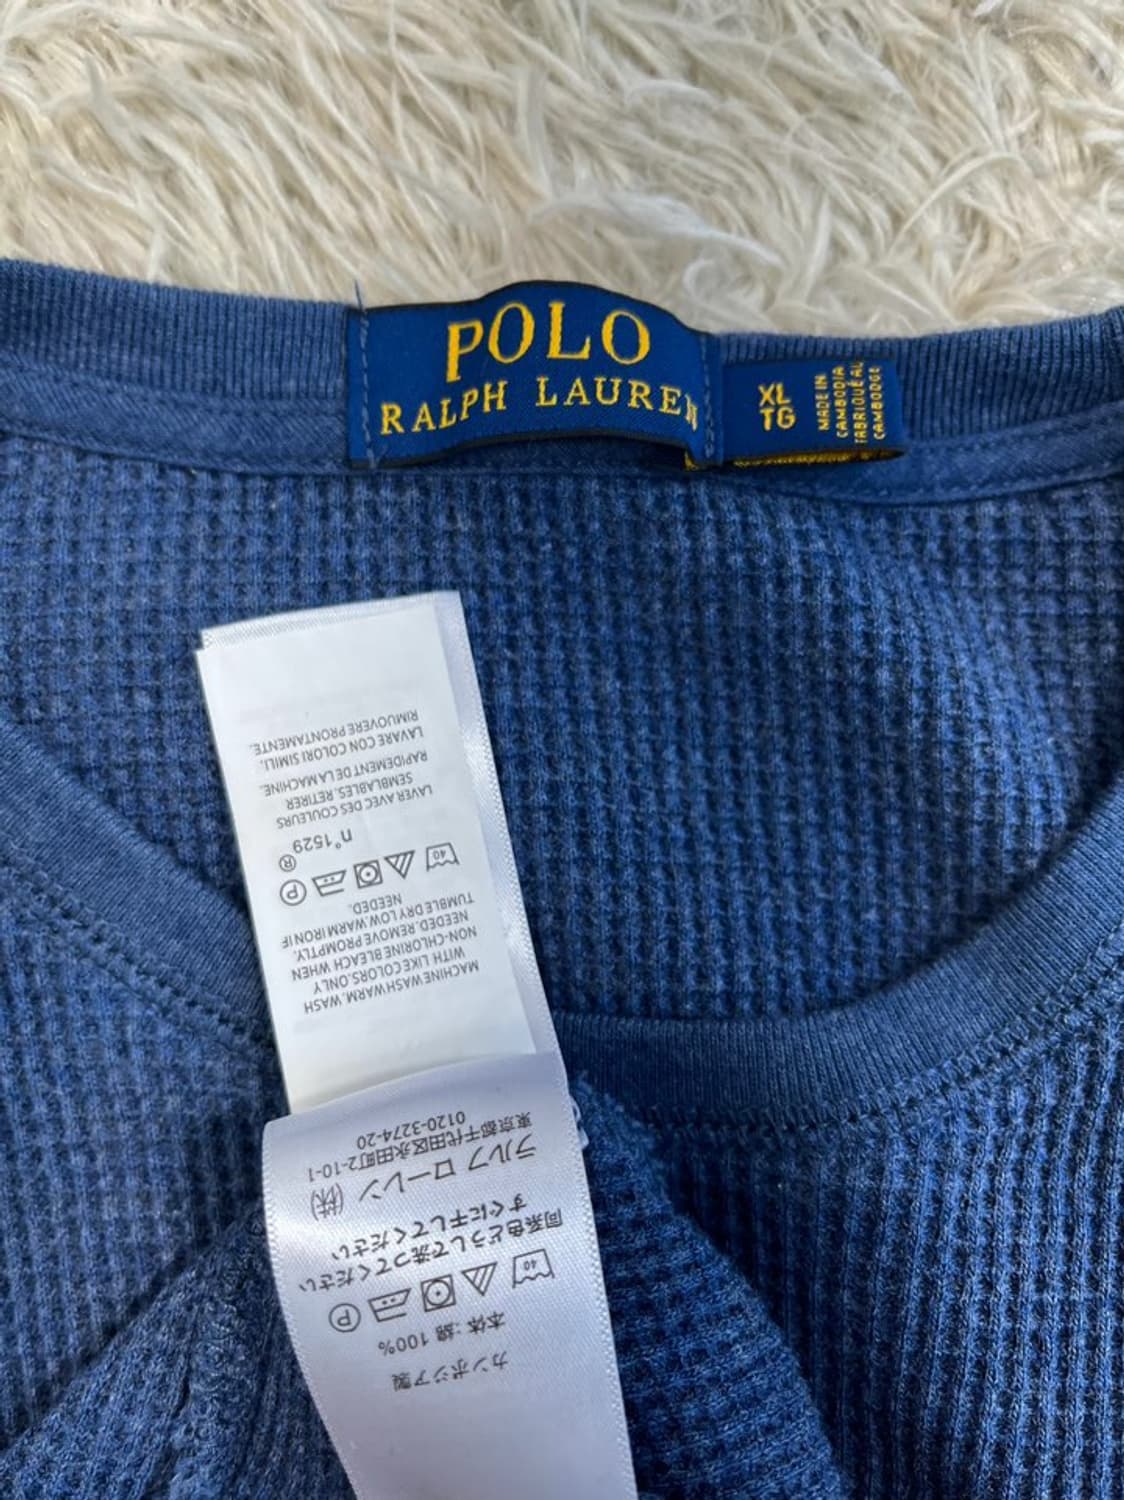 POLO
RALPH LAUREN
XL
TG
MADE IN
CAMBODIA
FABRIQUÉ AU
CAMBODGE
MACHINE WASH WARM. WASH
WITH LIKE COLORS. ONLY
NON-CHLORINE BLEACH WHEN
NEEDED. REMOVE PROMPTLY.
TUMBLE DRY LOW. WARM IRON IF
NEEDED.
40
P
n°1529 ®
LAVER AVEC DES COULEURS
SEMBLABLES. RETIRER
RAPIDEMENT DE LA MACHINE.
LAVARE CON COLORI SIMILI.
RIMUOVERE PRONTAMENTE.
カンボジア製
本体:綿 100%
40
P
同系色どうしで洗ってください
すぐに干してください
ラルフ ローレン (株)
東京都千代田区永田町2-10-1
0120-3274-20